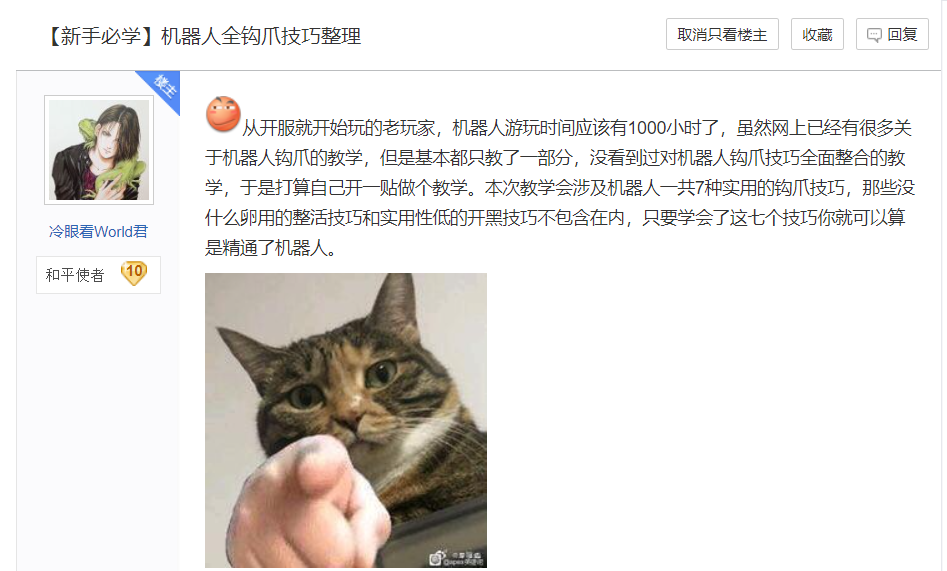 【新手必学】机器人全钩爪技巧整理
取消只看楼主
收藏
回复
楼主
从开服就开始玩的老玩家，机器人游玩时间应该有1000小时了，虽然网上已经有很多关
于机器人钩爪的教学，但是基本都只教了一部分，没看到过对机器人钩爪技巧全面整合的教
学，于是打算自己开一贴做个教学。本次教学会涉及机器人一共7种实用的钩爪技巧，那些没
什么卵用的整活技巧和实用性低的开黑技巧不包含在内，只要学会了这七个技巧你就可以算
是精通了机器人。
冷眼看World君
和平使者 10